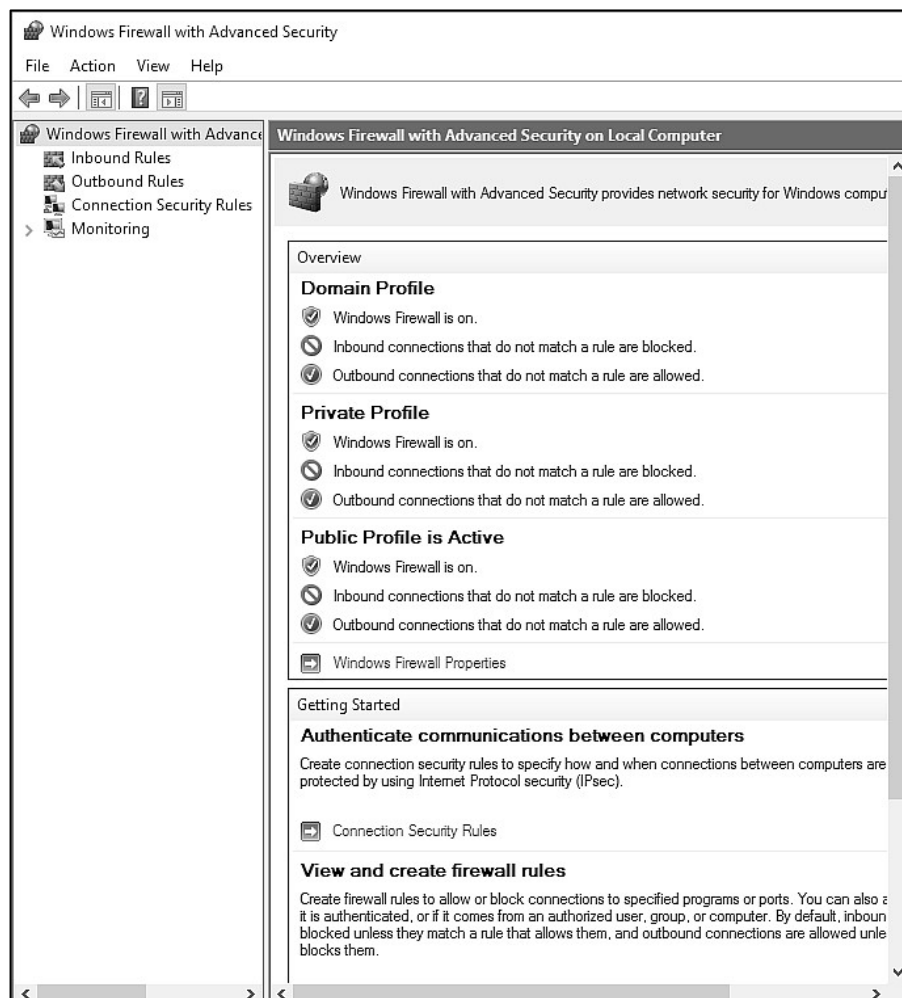 Windows Firewall with Advanced Security
File Action View Help
Windows Firewall with Advance
Inbound Rules
Outbound Rules
Connection Security Rules
Monitoring
Windows Firewall with Advanced Security on Local Computer
Windows Firewall with Advanced Security provides network security for Windows compu
Overview
Domain Profile
Windows Firewall is on.
Inbound connections that do not match a rule are blocked.
Outbound connections that do not match a rule are allowed.
Private Profile
Windows Firewall is on.
Inbound connections that do not match a rule are blocked.
Outbound connections that do not match a rule are allowed.
Public Profile is Active
Windows Firewall is on.
Inbound connections that do not match a rule are blocked.
Outbound connections that do not match a rule are allowed.
Windows Firewall Properties
Getting Started
Authenticate communications between computers
Create connection security rules to specify how and when connections between computers are
protected by using Internet Protocol security (IPsec).
Connection Security Rules
View and create firewall rules
Create firewall rules to allow or block connections to specified programs or ports. You can also a
it is authenticated, or if it comes from an authorized user, group, or computer. By default, inboun
blocked unless they match a rule that allows them, and outbound connections are allowed unle
blocks them.